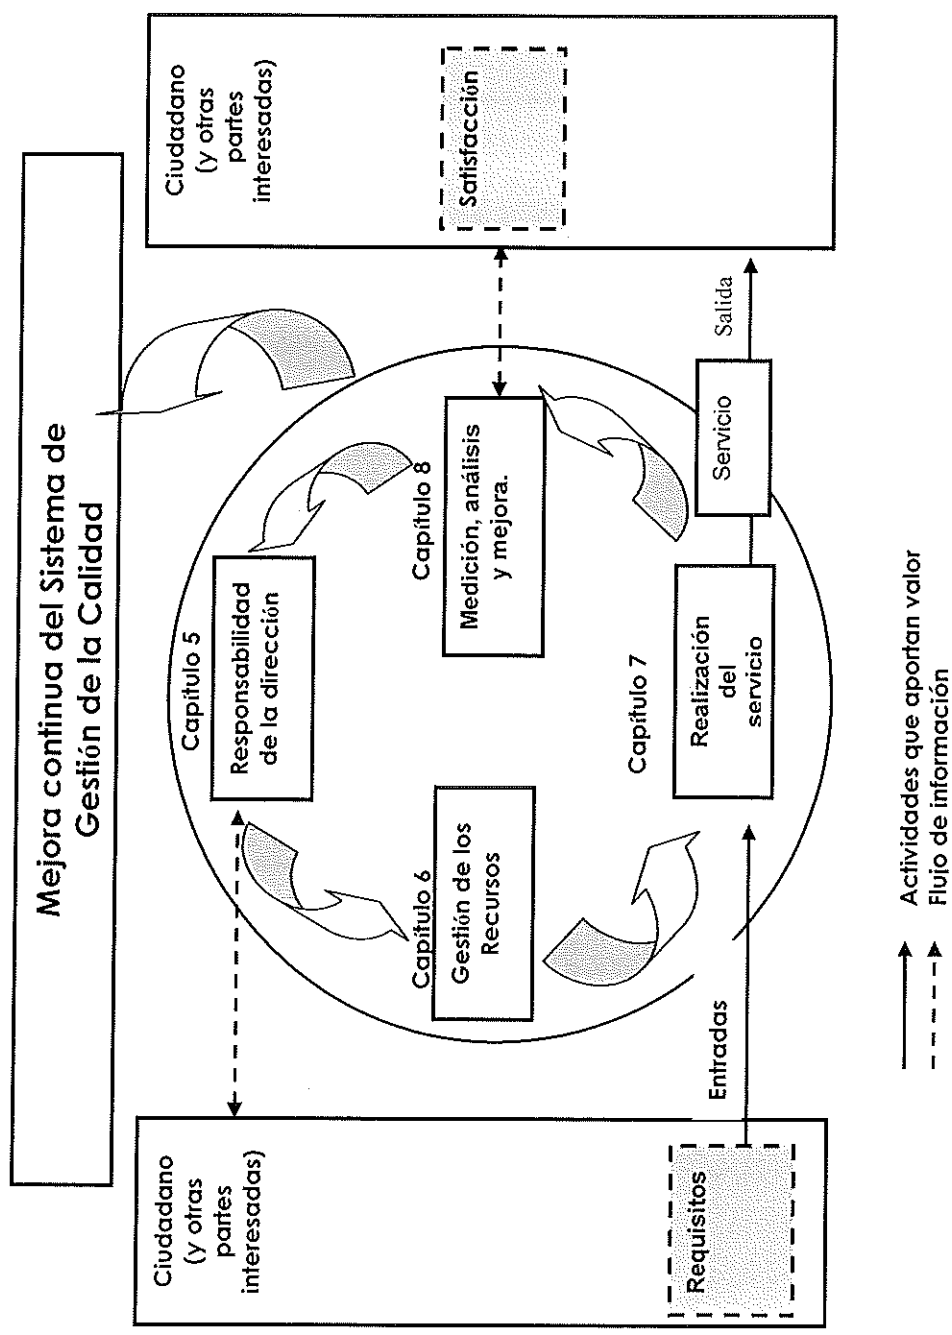 Mejora continua del Sistema de
Gestión de la Calidad
Ciudadano
(y otras
partes
interesadas)
Requisitos
Entradas
Capítulo 5
Responsabilidad
de la dirección
Capítulo 6
Gestión de los
Recursos
Capítulo 8
Medición, análisis
y mejora.
Capítulo 7
Realización
del
servicio
Servicio
Salida
Ciudadano
(y otras
partes
interesadas)
Satisfacción
Actividades que aportan valor
Flujo de información